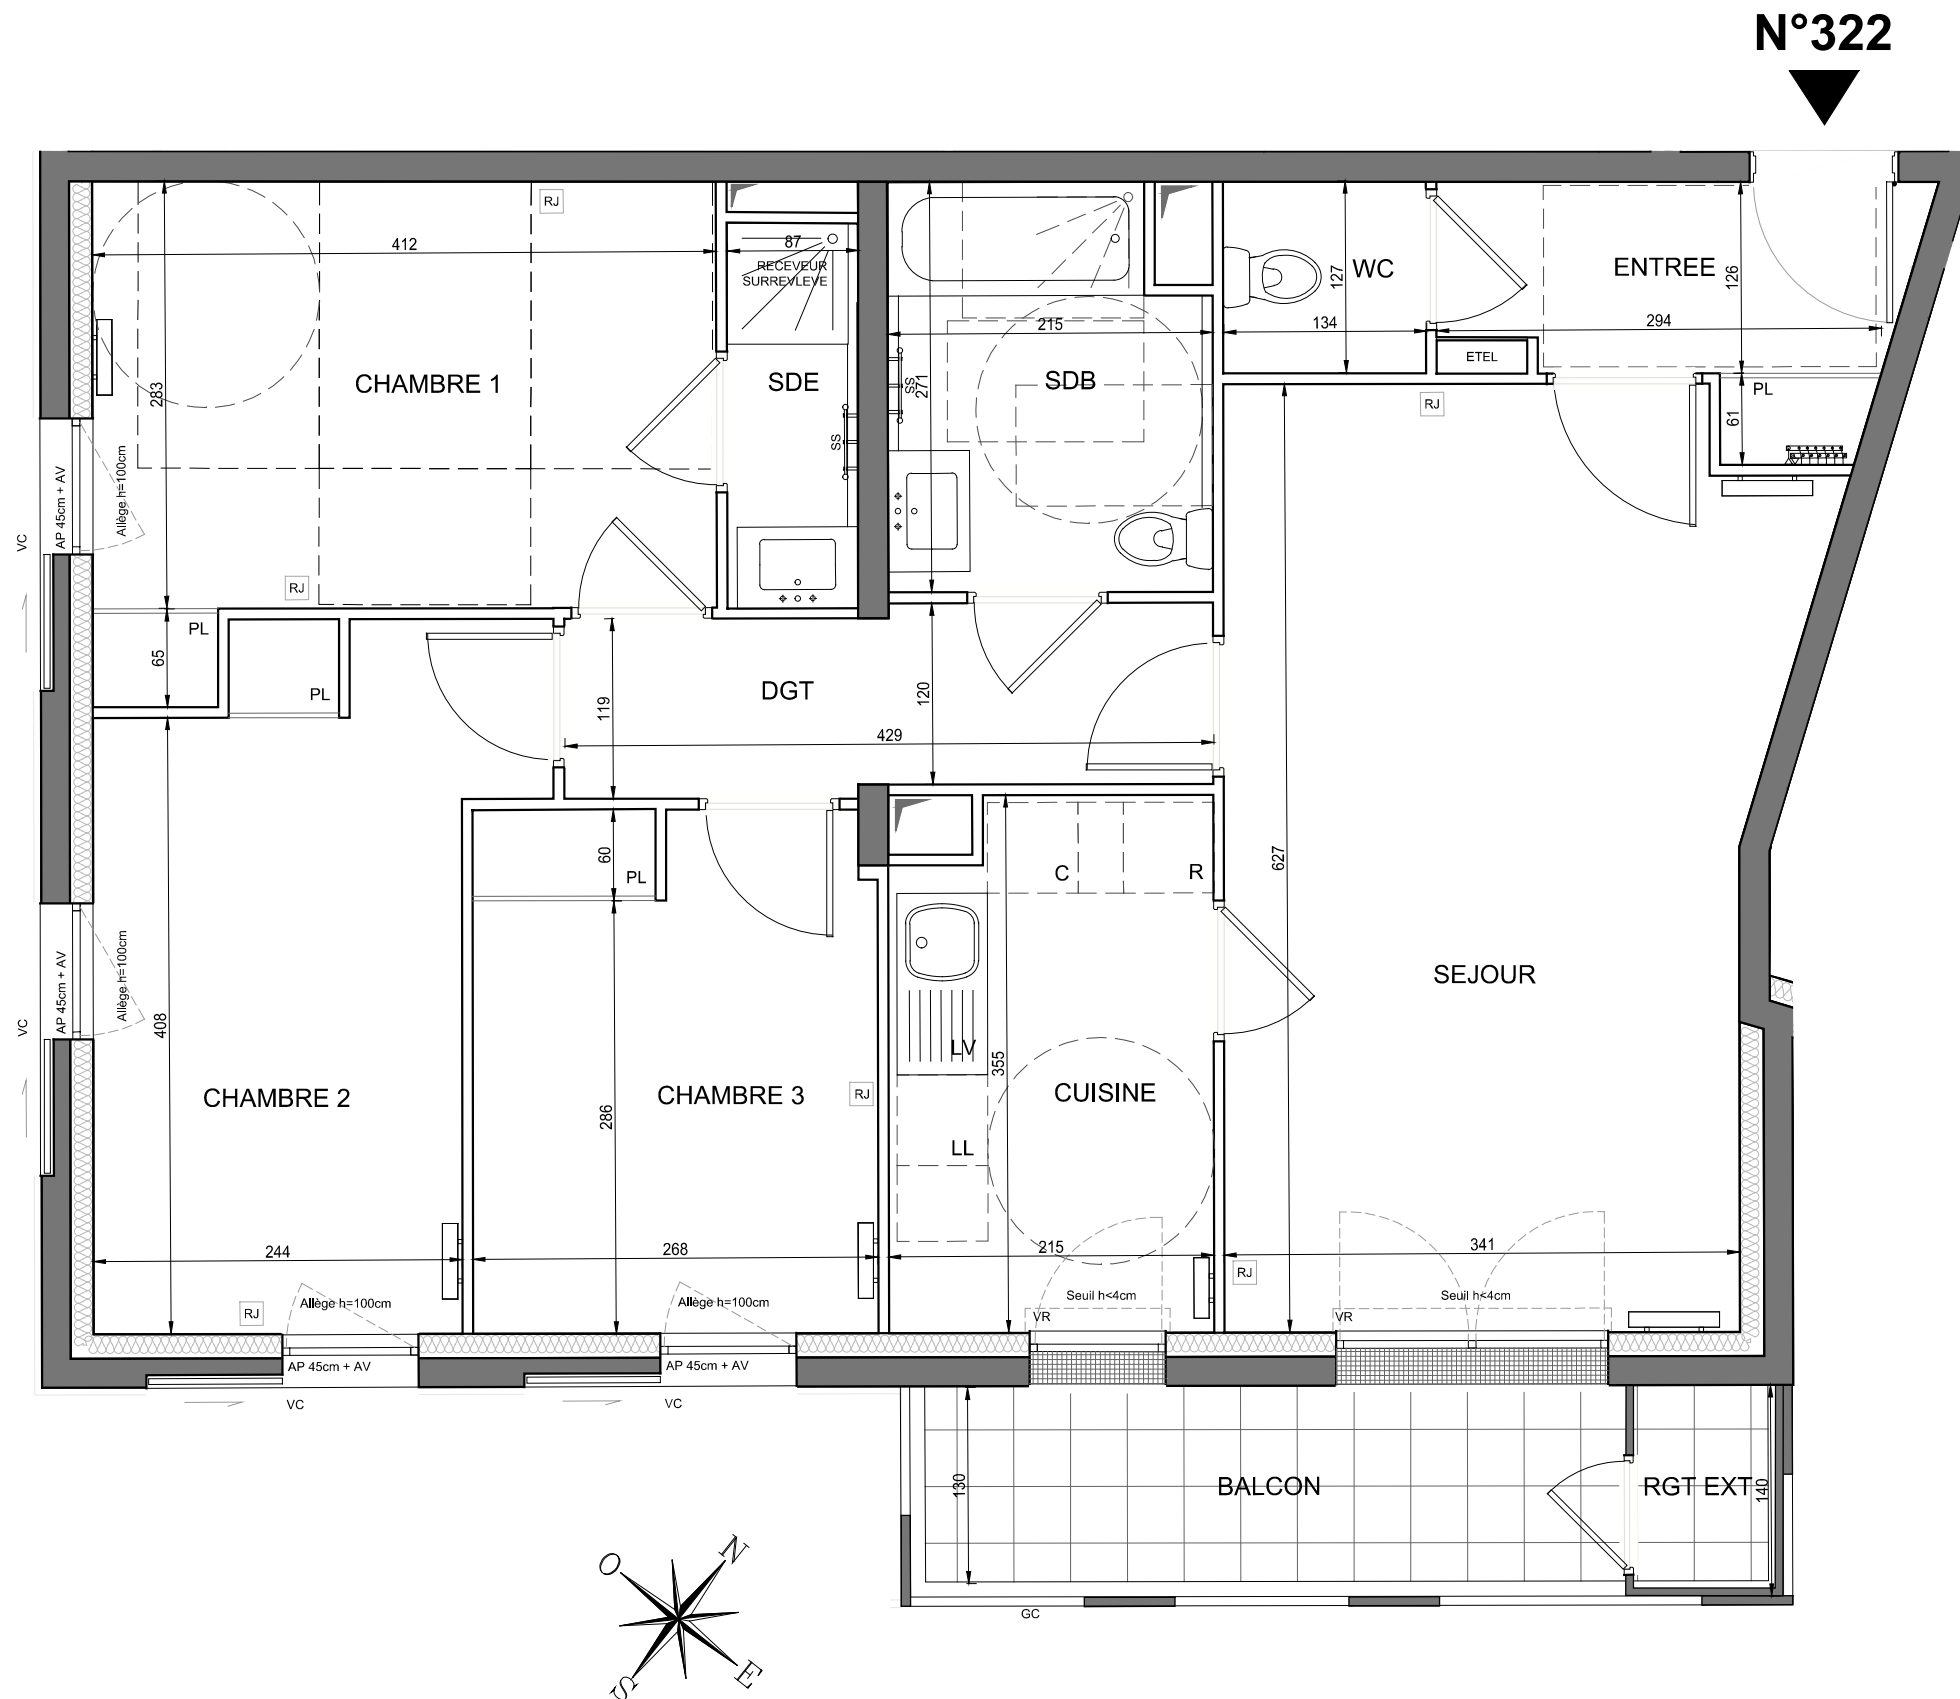 N°322
RJ
412
87
RECEVEUR
SURREVLEVE
283
CHAMBRE 1
SDE
SS
215
SS
271
SDB
127
WC
134
ENTREE
126
294
ETEL
RJ
PL
61
VC
AP 45cm + AV
Allège h=100cm
RJ
PL
65
PL
119
DGT
120
429
60
PL
C
R
627
SEJOUR
VC
AP 45cm + AV
Allège h=100cm
408
CHAMBRE 2
286
CHAMBRE 3
RJ
LV
355
CUISINE
LL
244
268
215
341
RJ
RJ
Allège h=100cm
Allège h=100cm
Seuil h<4cm
Seuil h<4cm
VR
VR
AP 45cm + AV
AP 45cm + AV
VC
VC
130
BALCON
RGT EXT
140
GC
O
N
S
E